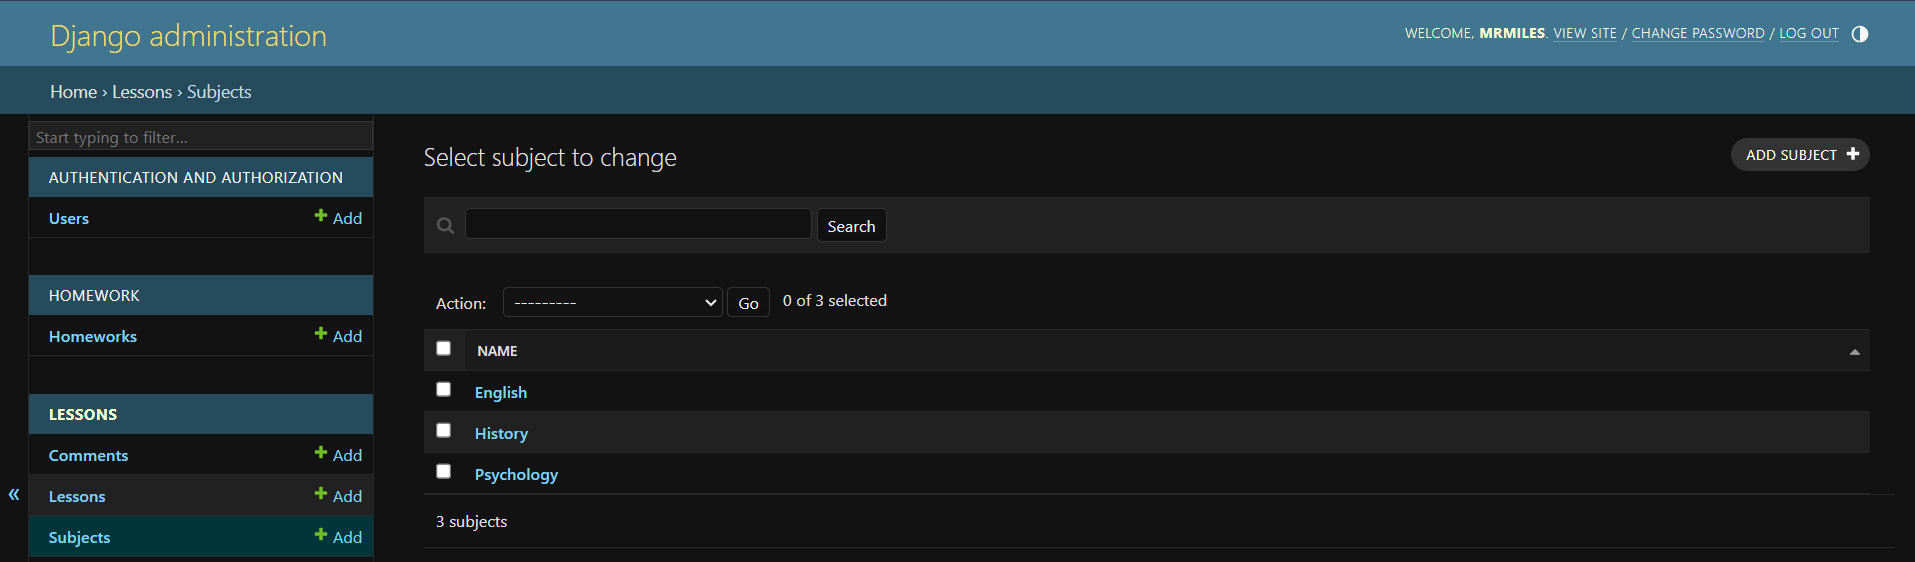 Django administration
WELCOME, MRMILES. VIEW SITE / CHANGE PASSWORD / LOG OUT
Home › Lessons › Subjects
Start typing to filter...
AUTHENTICATION AND AUTHORIZATION
Users Add
HOMEWORK
Homeworks Add
LESSONS
Comments Add
«
Lessons Add
Subjects Add
Select subject to change
ADD SUBJECT
Search
Action: --------- Go 0 of 3 selected
NAME
English
History
Psychology
3 subjects